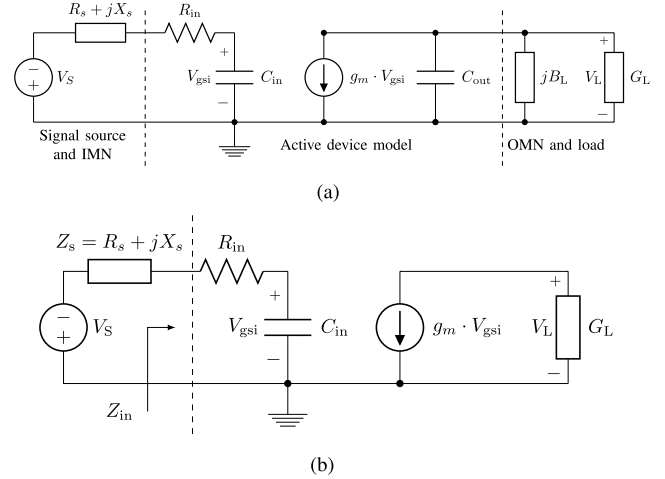 R_s + jX_s
R_in
+
−
+
V_S
V_gsi
C_in
−
g_m · V_gsi
C_out
jB_L
+
V_L
−
G_L
Signal source
and IMN
Active device model
OMN and load
(a)
Z_s = R_s + jX_s
R_in
+
−
+
V_S
V_gsi
C_in
−
g_m · V_gsi
+
V_L
−
G_L
Z_in
(b)